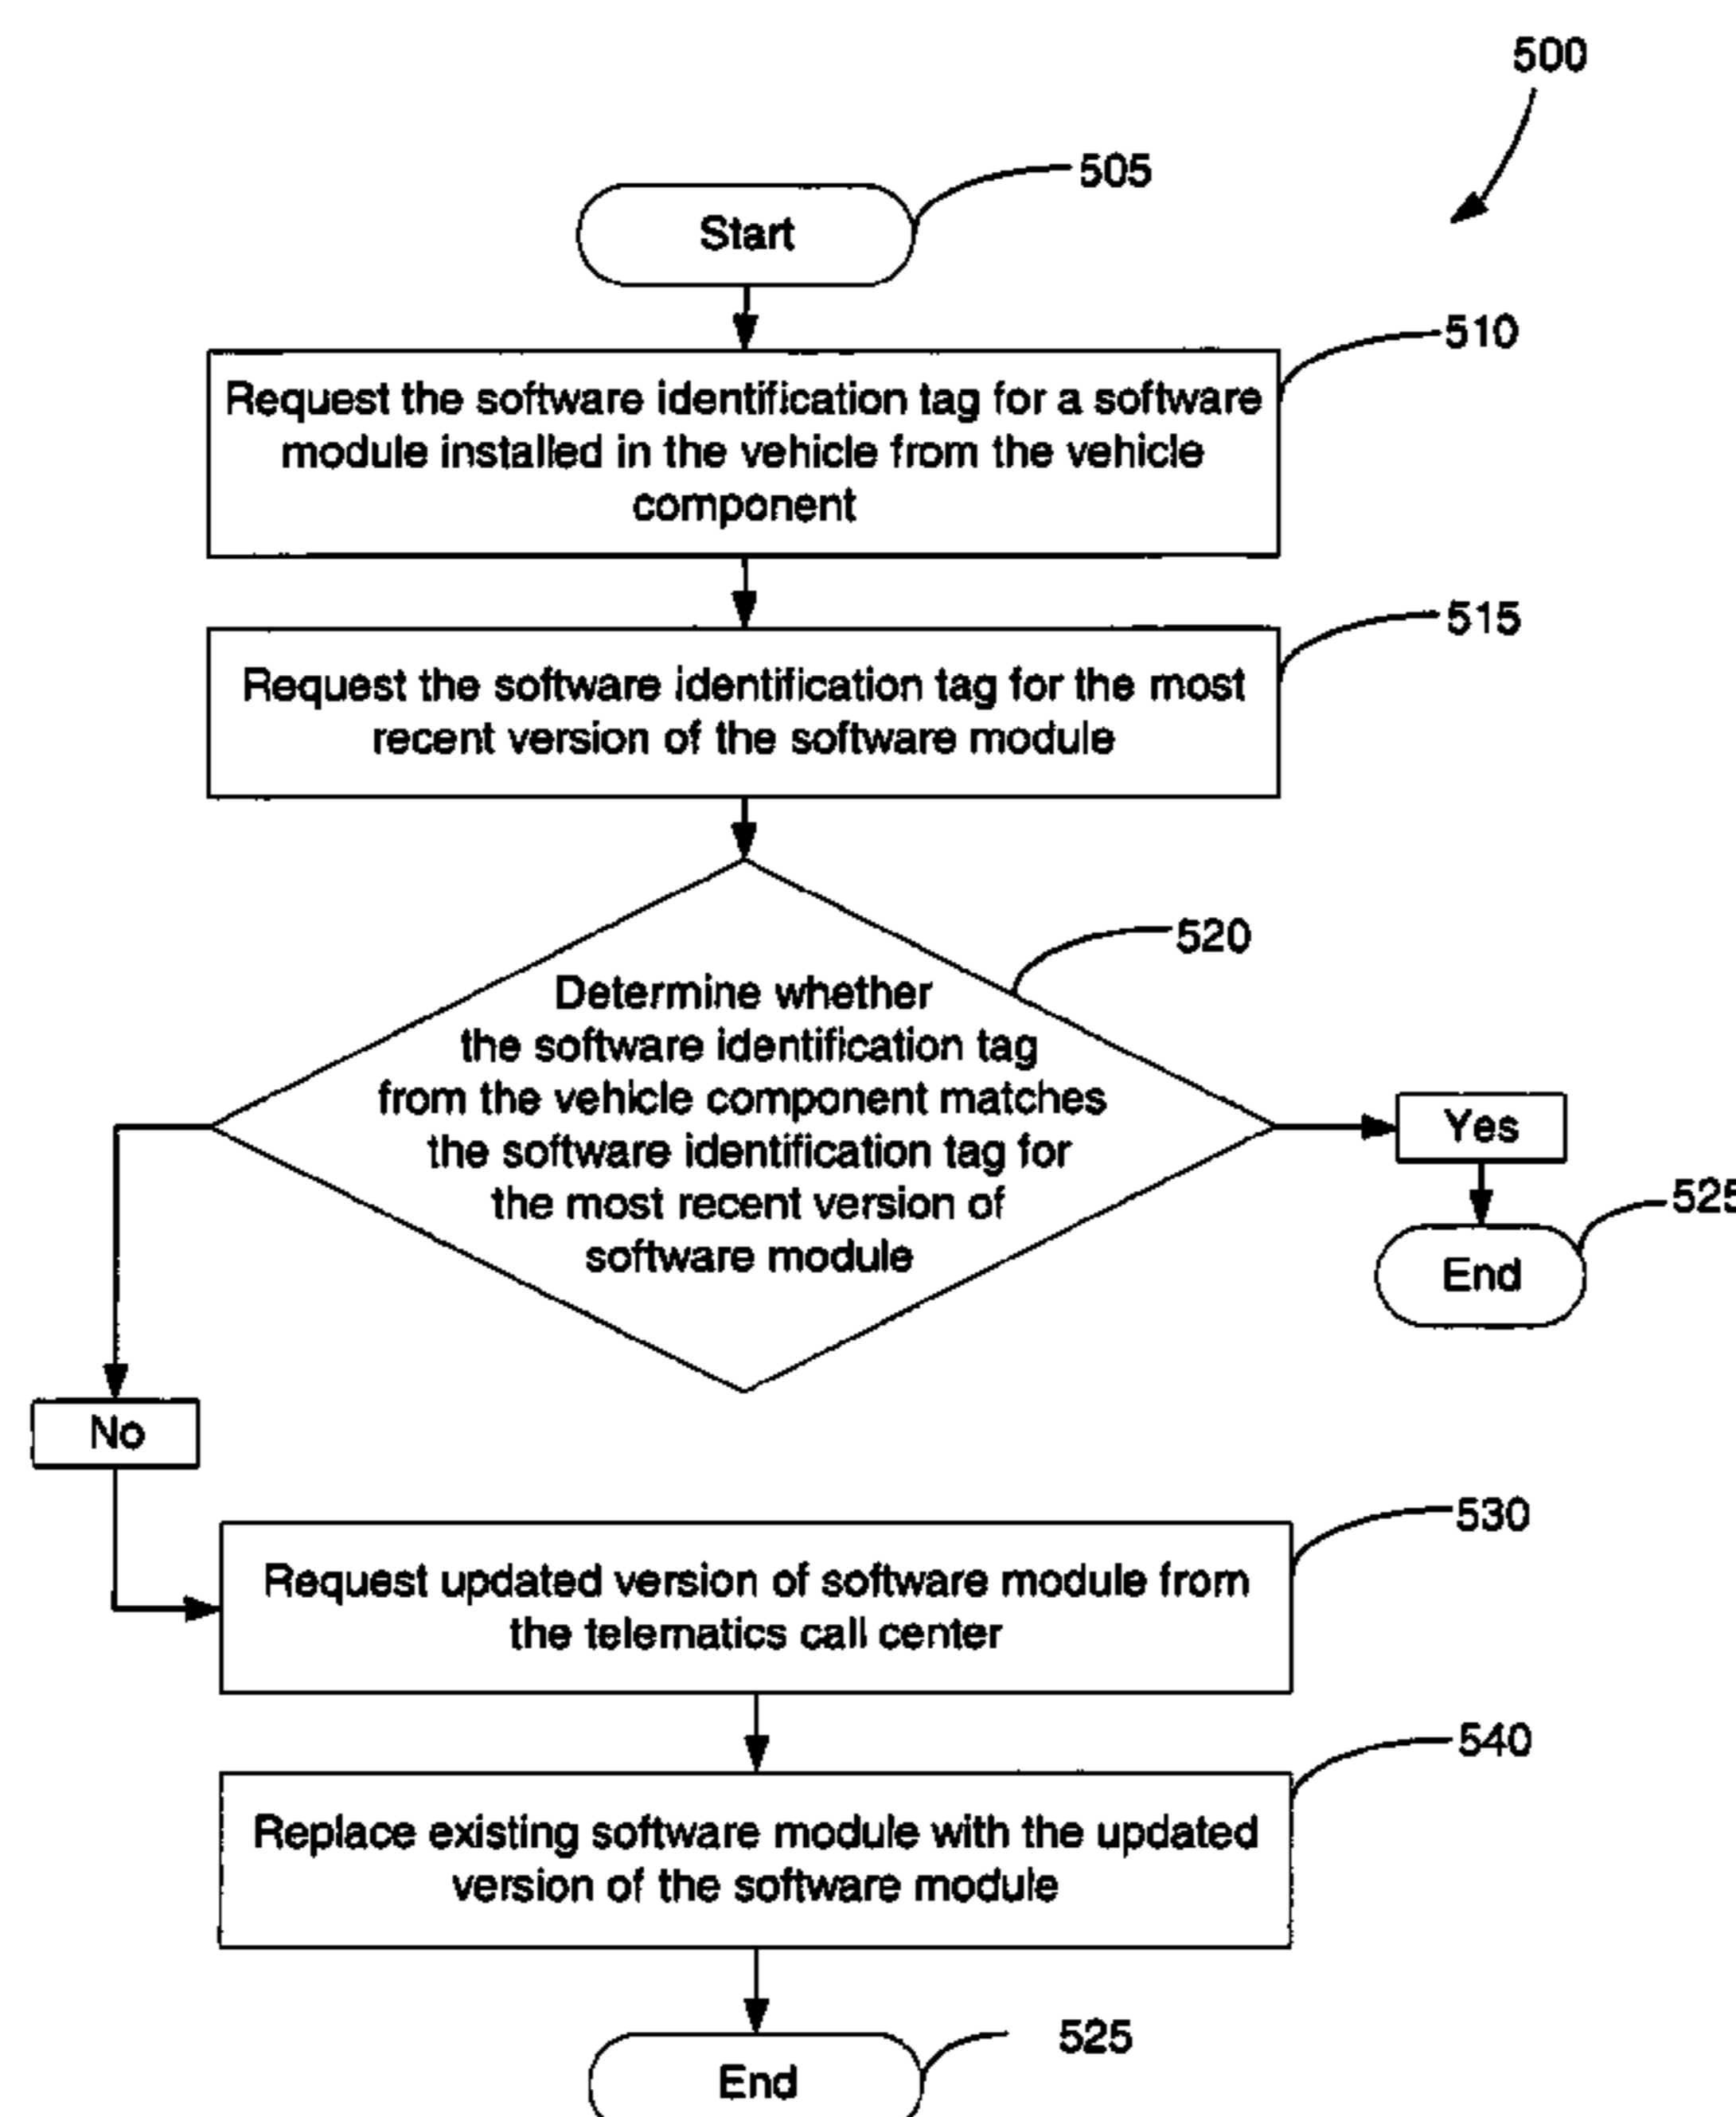 500
505
Start
510
Request the software identification tag for a software
module installed in the vehicle from the vehicle
component
515
Request the software identification tag for the most
recent version of the software module
520
Determine whether
the software identification tag
from the vehicle component matches
the software identification tag for
the most recent version of
software module
Yes
525
End
No
530
Request updated version of software module from
the telematics call center
540
Replace existing software module with the updated
version of the software module
525
End